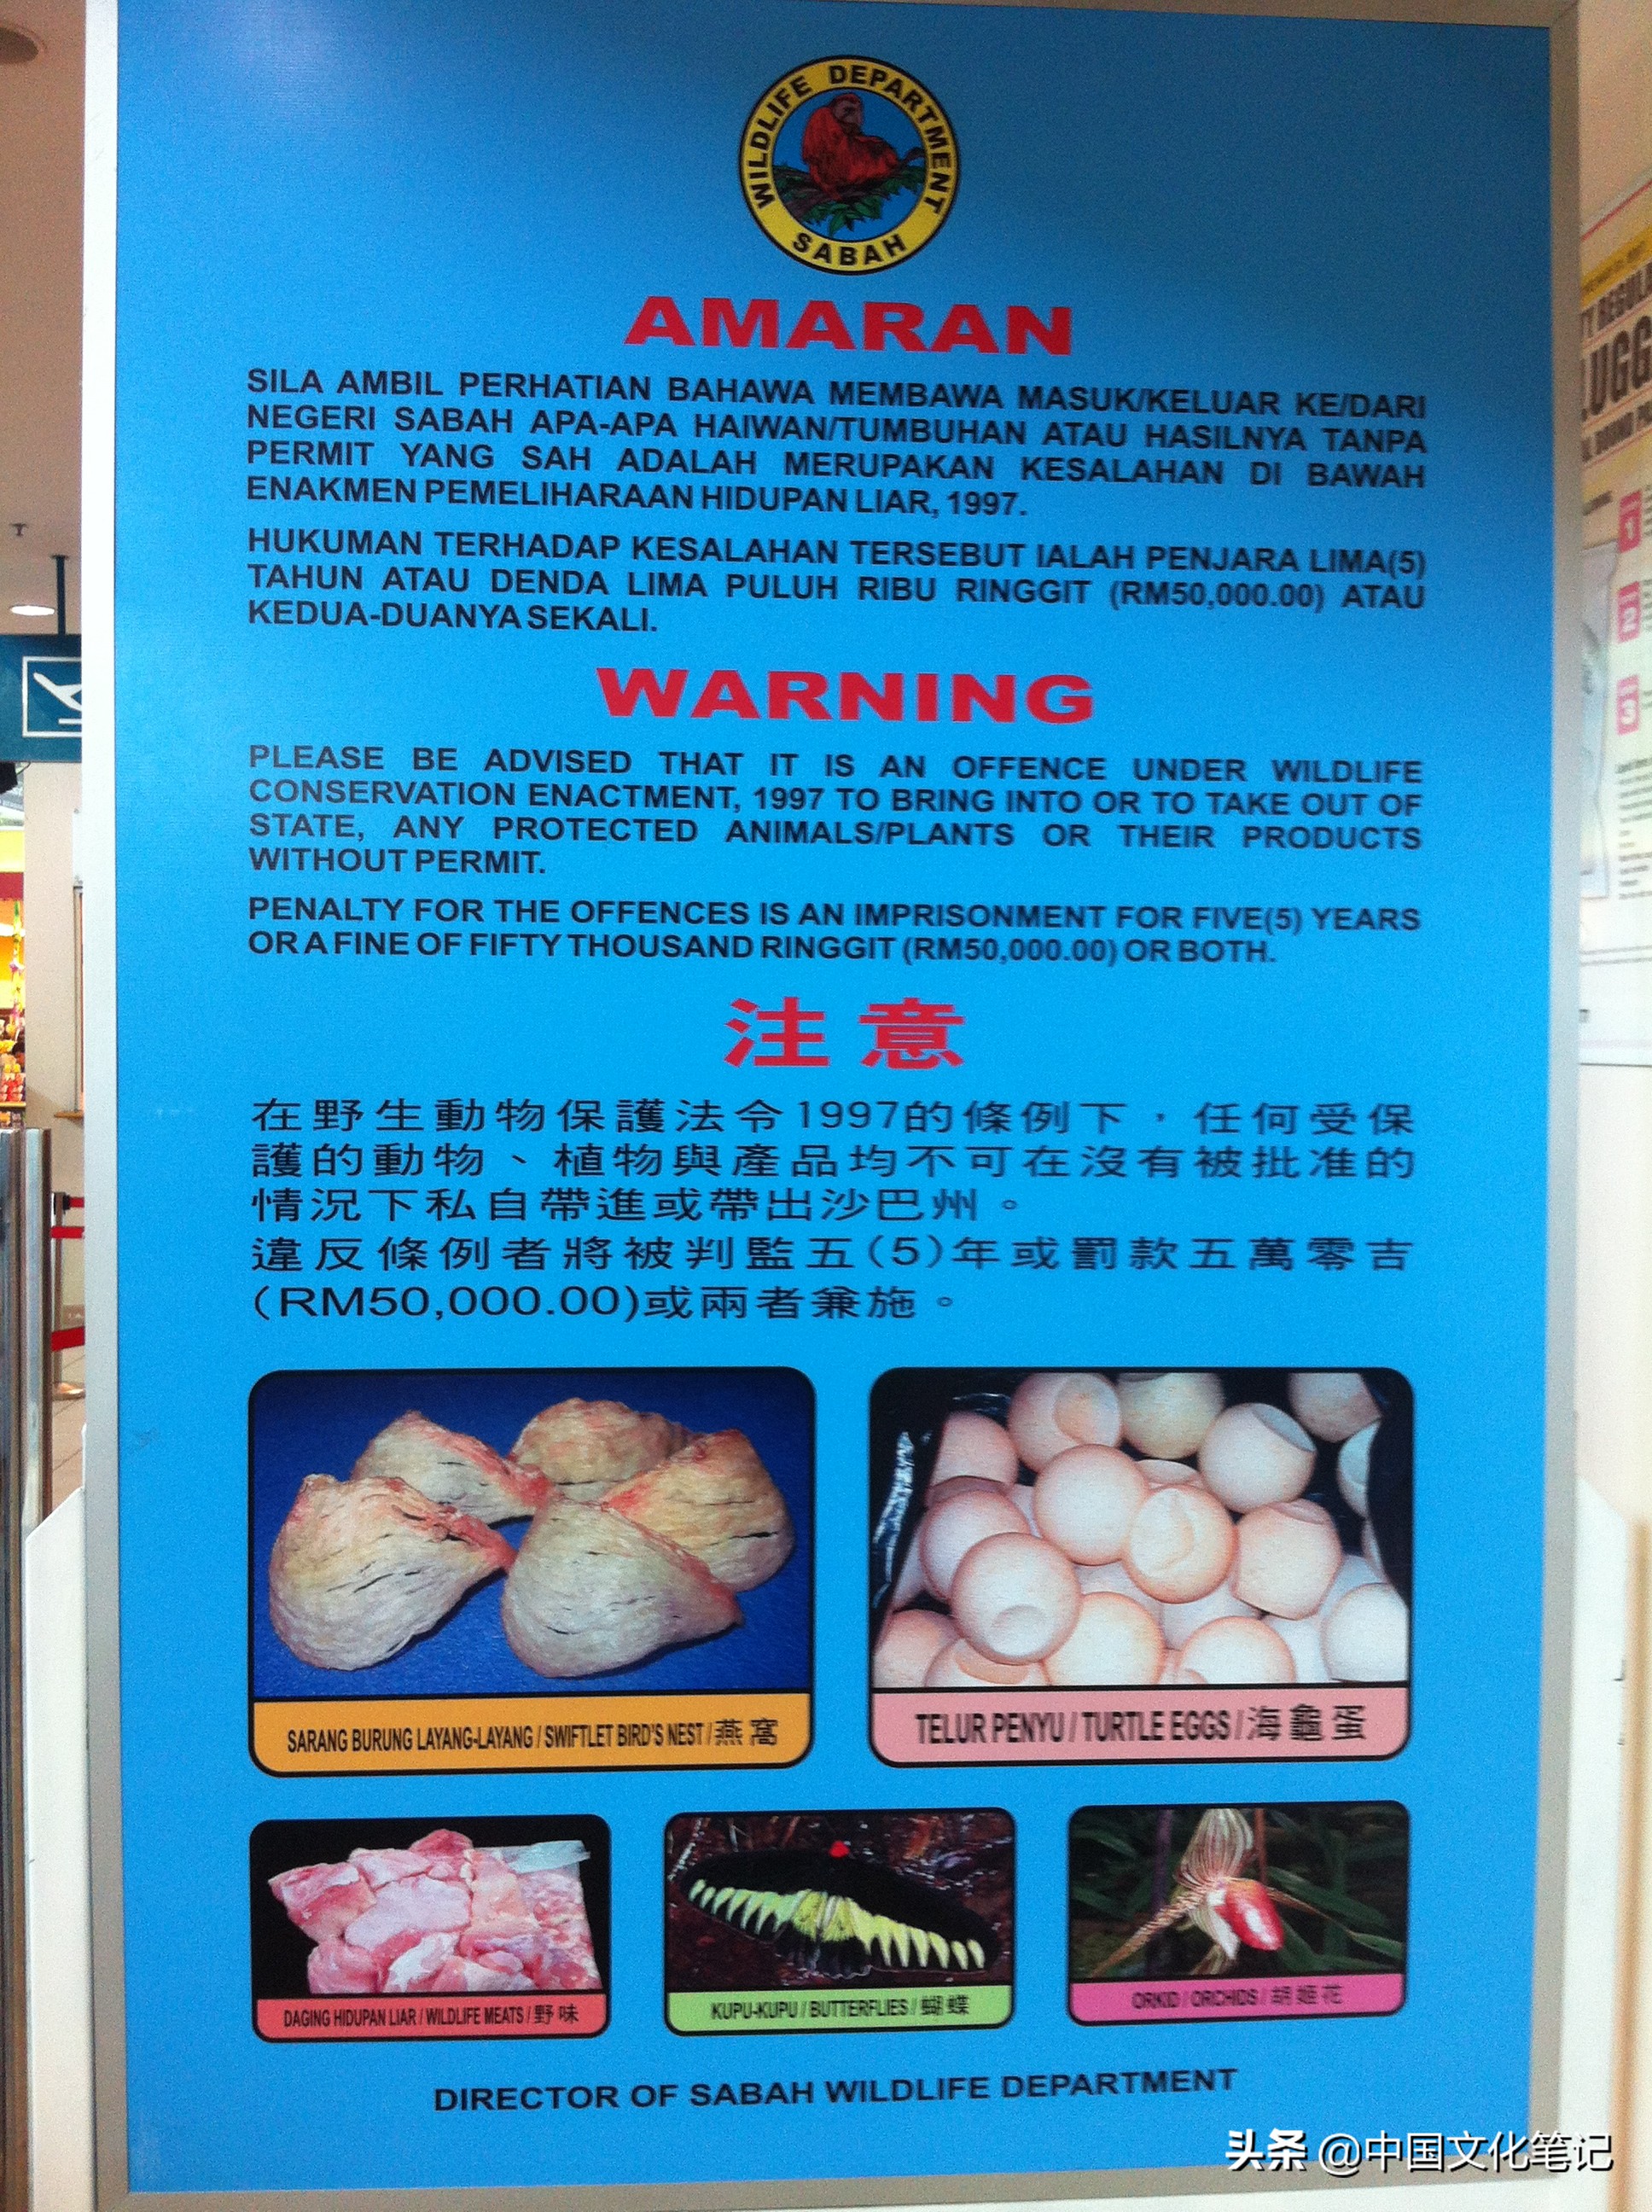 WILDLIFE DEPARTMENT
SABAH
AMARAN
SILA AMBIL PERHATIAN BAHAWA MEMBAWA MASUK/KELUAR KE/DARI
NEGERI SABAH APA-APA HAIWAN/TUMBUHAN ATAU HASILNYA TANPA
PERMIT YANG SAH ADALAH MERUPAKAN KESALAHAN DI BAWAH
ENAKMEN PEMELIHARAAN HIDUPAN LIAR, 1997.
HUKUMAN TERHADAP KESALAHAN TERSEBUT IALAH PENJARA LIMA(5)
TAHUN ATAU DENDA LIMA PULUH RIBU RINGGIT (RM50,000.00) ATAU
KEDUA-DUANYA SEKALI.
WARNING
PLEASE BE ADVISED THAT IT IS AN OFFENCE UNDER WILDLIFE
CONSERVATION ENACTMENT, 1997 TO BRING INTO OR TO TAKE OUT OF
STATE, ANY PROTECTED ANIMALS/PLANTS OR THEIR PRODUCTS
WITHOUT PERMIT.
PENALTY FOR THE OFFENCES IS AN IMPRISONMENT FOR FIVE(5) YEARS
OR A FINE OF FIFTY THOUSAND RINGGIT (RM50,000.00) OR BOTH.
注意
在野生動物保護法令1997的條例下，任何受保
護的動物、植物與產品均不可在沒有被批准的
情況下私自帶進或帶出沙巴州。
違反條例者將被判監五(5)年或罰款五萬零吉
(RM50,000.00)或兩者兼施。
SARANG BURUNG LAYANG-LAYANG / SWIFTLET BIRD'S NEST / 燕窩
TELUR PENYU / TURTLE EGGS / 海龜蛋
DAGING HIDUPAN LIAR / WILDLIFE MEATS / 野味
KUPU-KUPU / BUTTERFLIES / 蝴蝶
ORKID / ORCHIDS / 胡姬花
DIRECTOR OF SABAH WILDLIFE DEPARTMENT
头条 @中国文化笔记
1
2
3